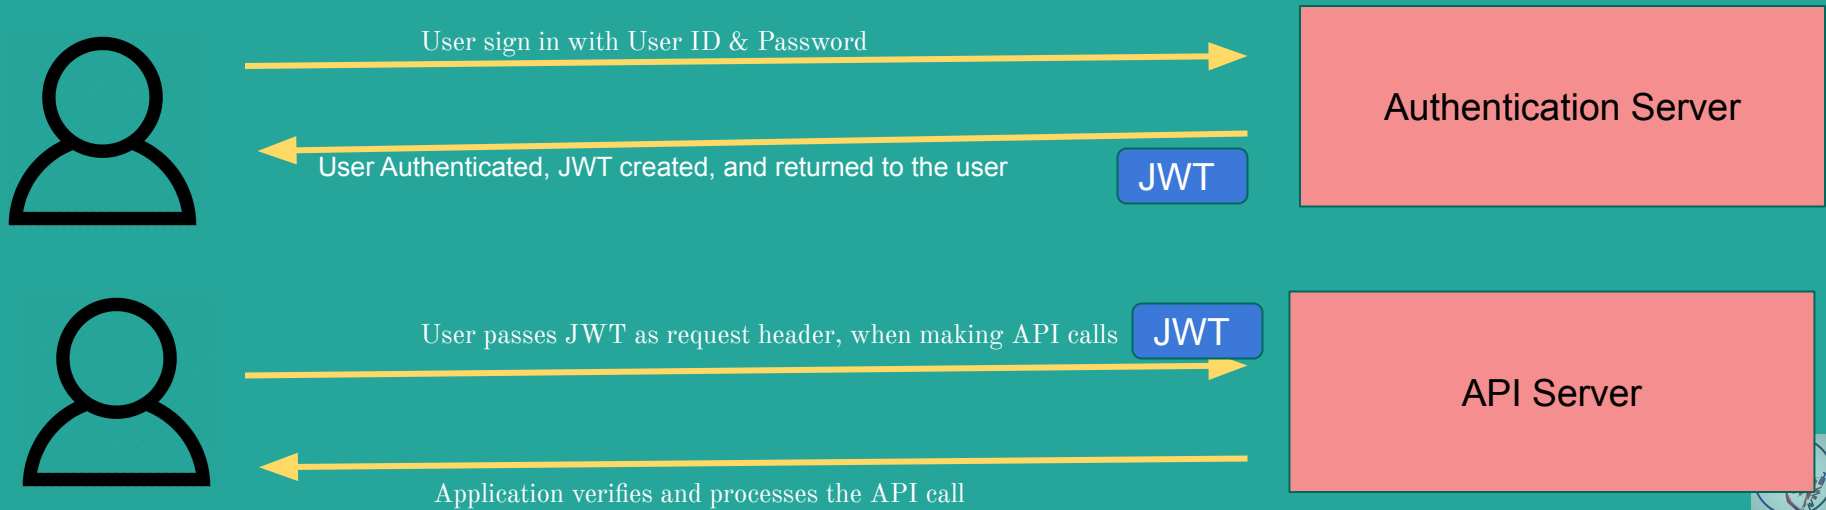 User sign in with User ID & Password
Authentication Server
User Authenticated, JWT created, and returned to the user
JWT
User passes JWT as request header, when making API calls
JWT
API Server
Application verifies and processes the API call